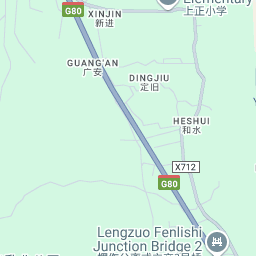 Elementary
上正小学
G80
XINJIN
新进
GUANG'AN
广安
DINGJIU
定旧
HESHUI
和水
X712
G80
Lengzuo Fenlishi
Junction Bridge 2